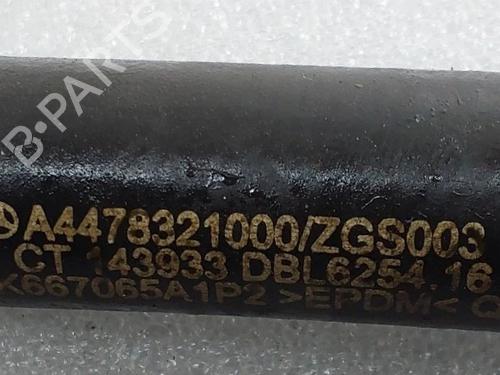 B-PARTS
A4478321000/ZGS003
CT 143933 DBL6254.16
K667065A1P2 >EPDM< Q